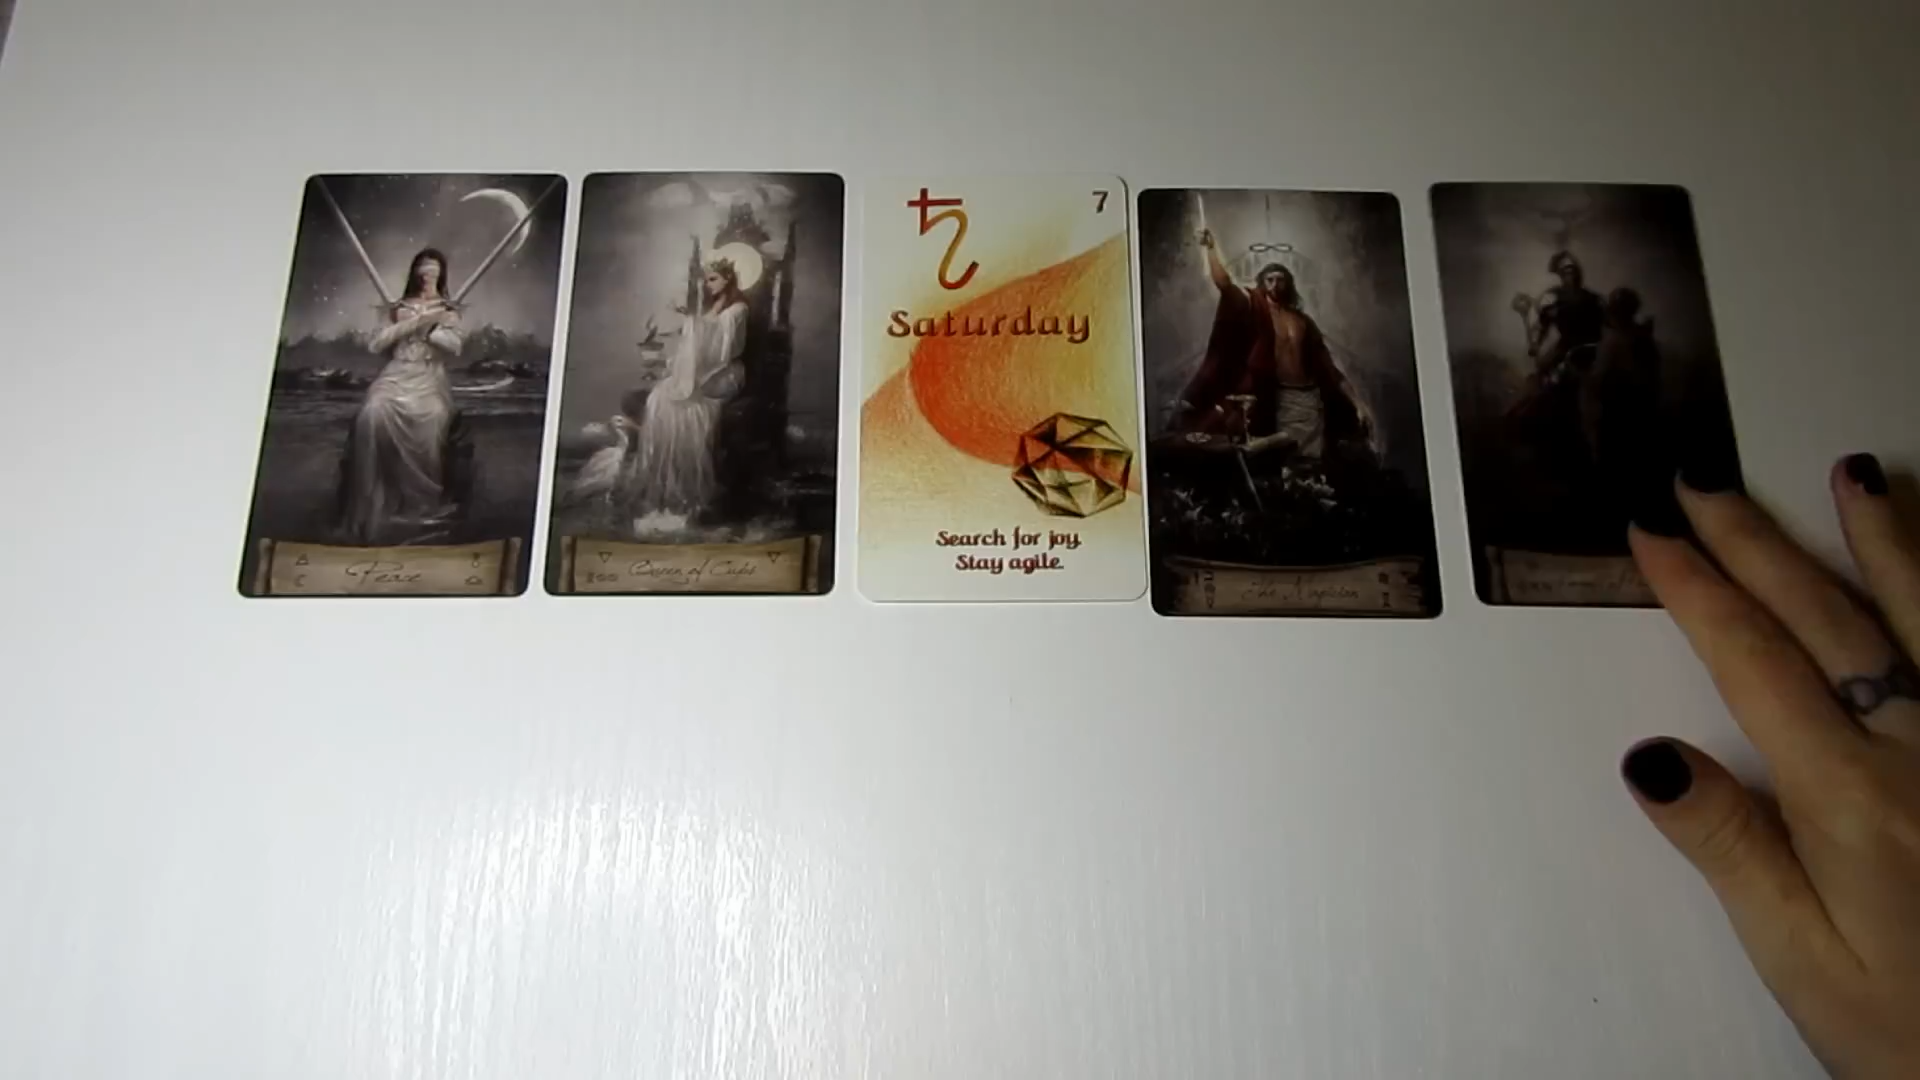 Peace
Queen of Cups
7
Saturday
Search for joy.
Stay agile.
The Magician